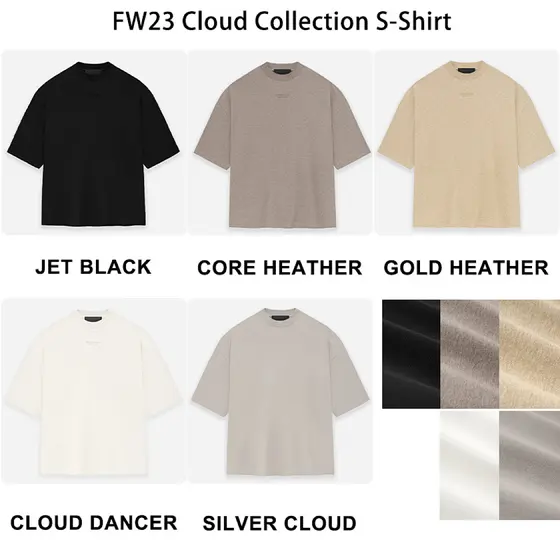 FW23 Cloud Collection S-Shirt
JET BLACK
CORE HEATHER
GOLD HEATHER
CLOUD DANCER
SILVER CLOUD